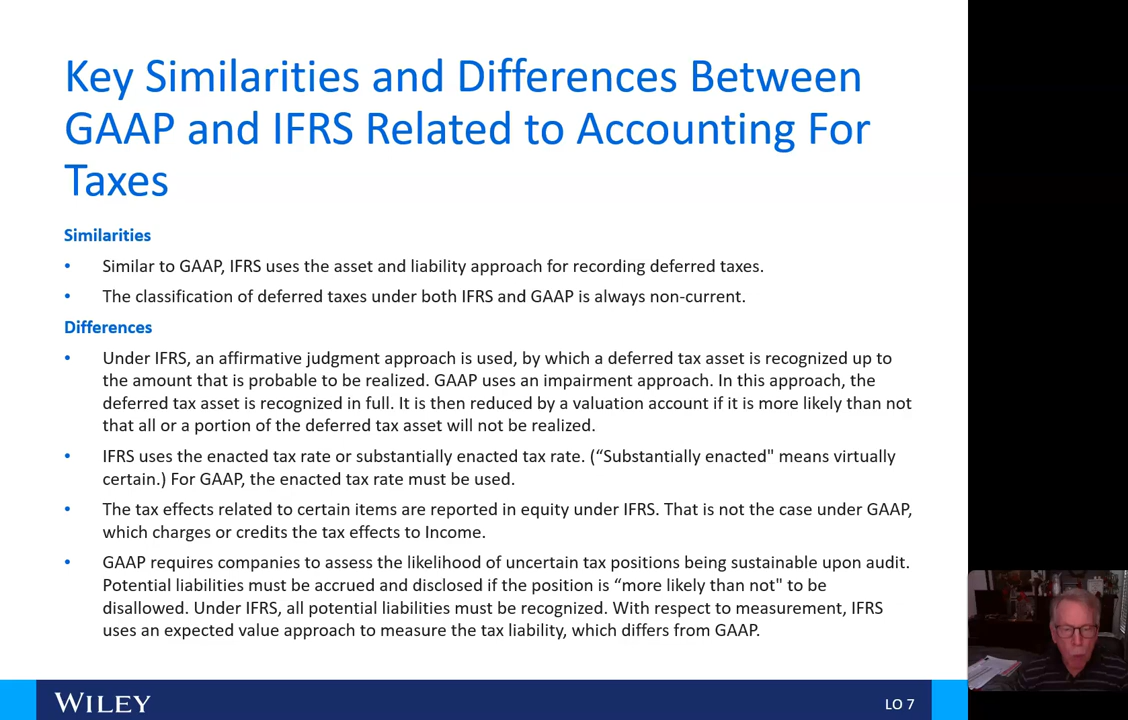 Key Similarities and Differences Between
GAAP and IFRS Related to Accounting For
Taxes
Similarities
• Similar to GAAP, IFRS uses the asset and liability approach for recording deferred taxes.
• The classification of deferred taxes under both IFRS and GAAP is always non-current.
Differences
• Under IFRS, an affirmative judgment approach is used, by which a deferred tax asset is recognized up to
the amount that is probable to be realized. GAAP uses an impairment approach. In this approach, the
deferred tax asset is recognized in full. It is then reduced by a valuation account if it is more likely than not
that all or a portion of the deferred tax asset will not be realized.
• IFRS uses the enacted tax rate or substantially enacted tax rate. (“Substantially enacted" means virtually
certain.) For GAAP, the enacted tax rate must be used.
• The tax effects related to certain items are reported in equity under IFRS. That is not the case under GAAP,
which charges or credits the tax effects to Income.
• GAAP requires companies to assess the likelihood of uncertain tax positions being sustainable upon audit.
Potential liabilities must be accrued and disclosed if the position is “more likely than not" to be
disallowed. Under IFRS, all potential liabilities must be recognized. With respect to measurement, IFRS
uses an expected value approach to measure the tax liability, which differs from GAAP.
WILEY
LO 7